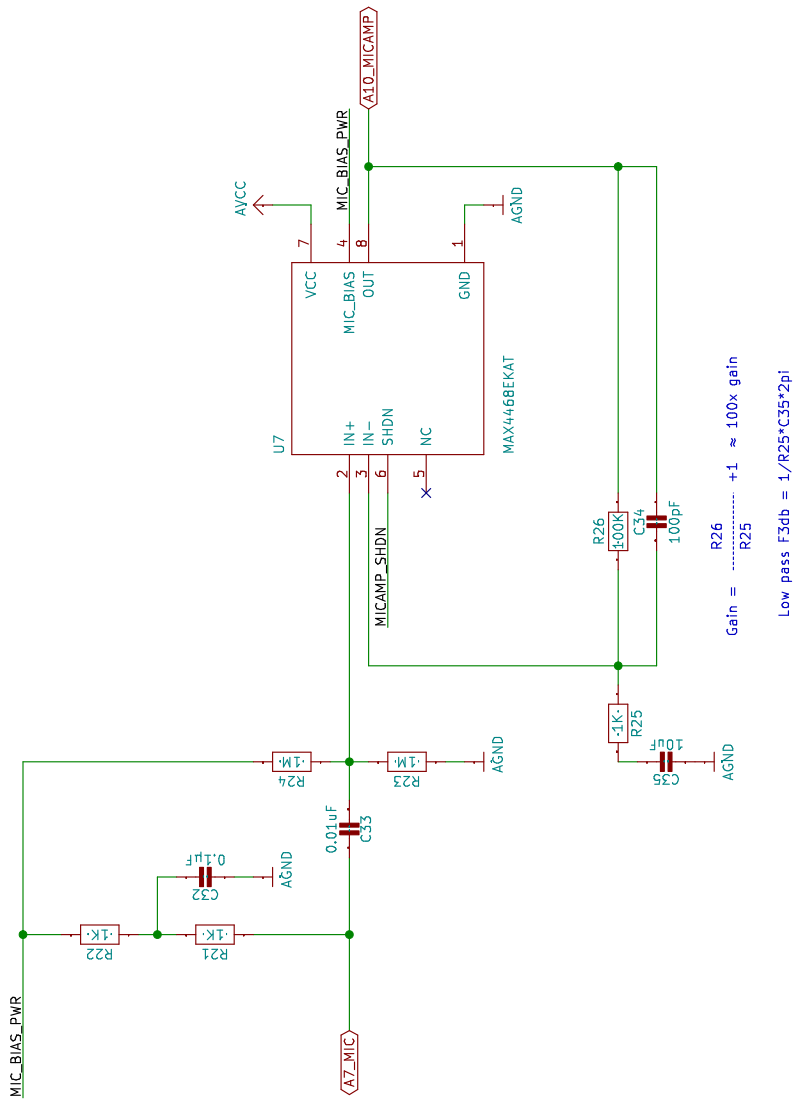 A10_MICAMP
MIC_BIAS_PWR
AVCC
AGND
7
4
8
1
VCC
MIC_BIAS
OUT
GND
U7
MAX4468EKAT
IN+
IN-
SHDN
NC
2
3
6
5
MICAMP_SHDN
R26
100K
C34
100pF
R26
Gain = ---------- +1 ≈ 100x gain
R25
Low pass F3db = 1/R25*C35*2pi
1K
R25
10uF
C35
AGND
1M
R24
1M
R23
AGND
0.01uF
C33
0.1µF
C32
AGND
1K
R22
1K
R21
MIC_BIAS_PWR
A7_MIC